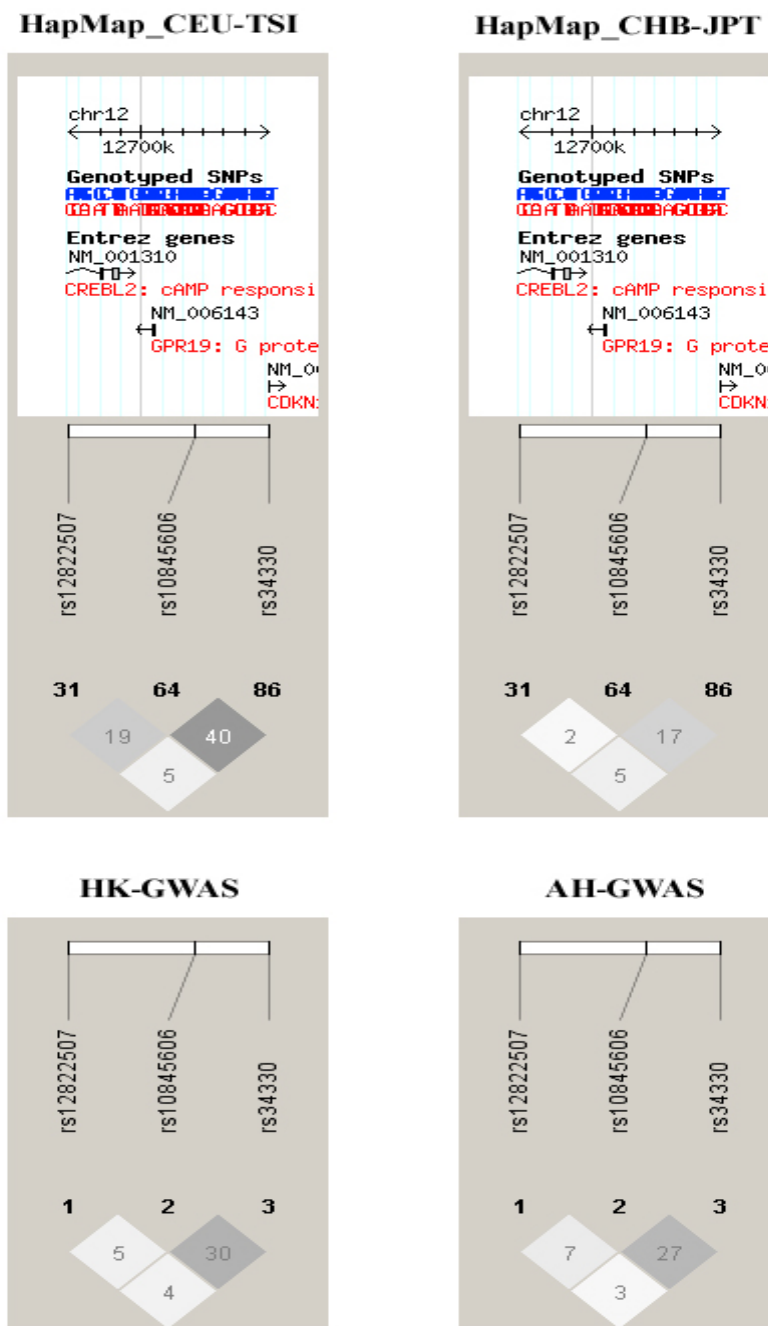 HapMap_CEU-TSI
chr12
12700k
Genotyped SNPs
Entrez genes
NM_001310
CREBL2: cAMP responsi
NM_006143
GPR19: G prote
rs12822507
rs10845606
rs34330
31 64 86
19 40
5
HapMap_CHB-JPT
chr12
12700k
Genotyped SNPs
Entrez genes
NM_001310
CREBL2: cAMP responsi
NM_006143
GPR19: G prote
rs12822507
rs10845606
rs34330
31 64 86
2 17
5
HK-GWAS
rs12822507
rs10845606
rs34330
1 2 3
5 30
4
AH-GWAS
rs12822507
rs10845606
rs34330
1 2 3
7 27
3